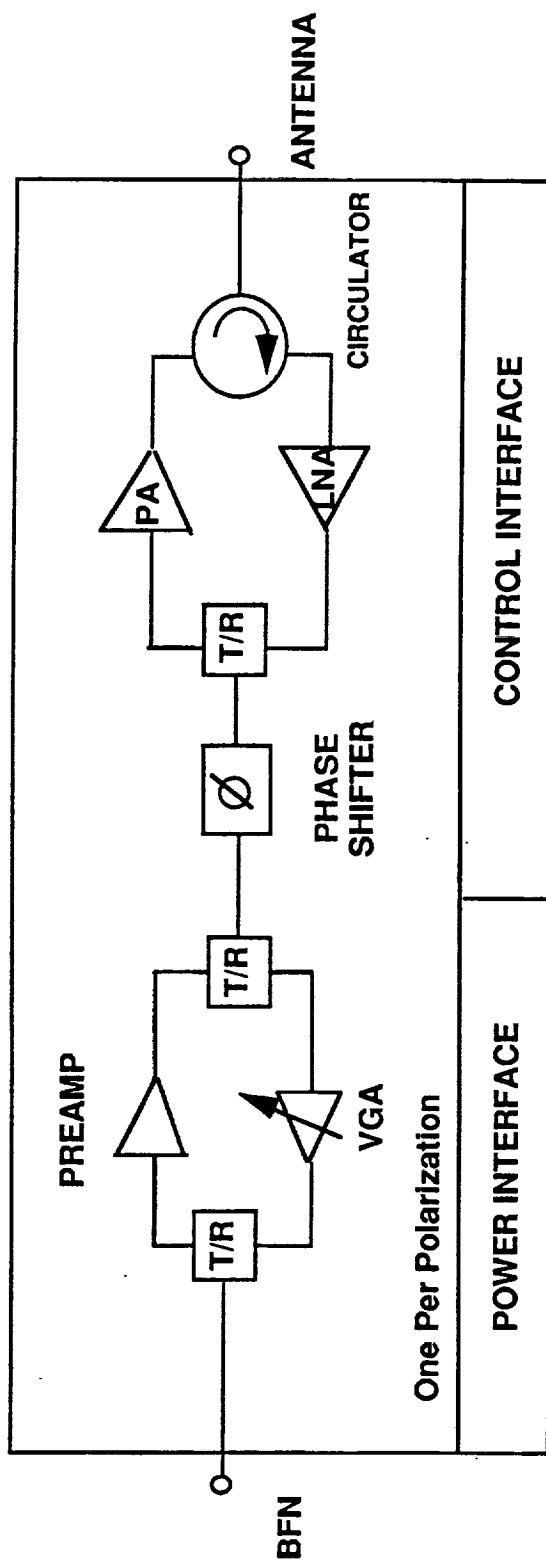 PREAMP
PA
T/R
T/R
T/R
Ø
LNA
CIRCULATOR
BFN
ANTENNA
VGA
PHASE
SHIFTER
One Per Polarization
POWER INTERFACE
CONTROL INTERFACE